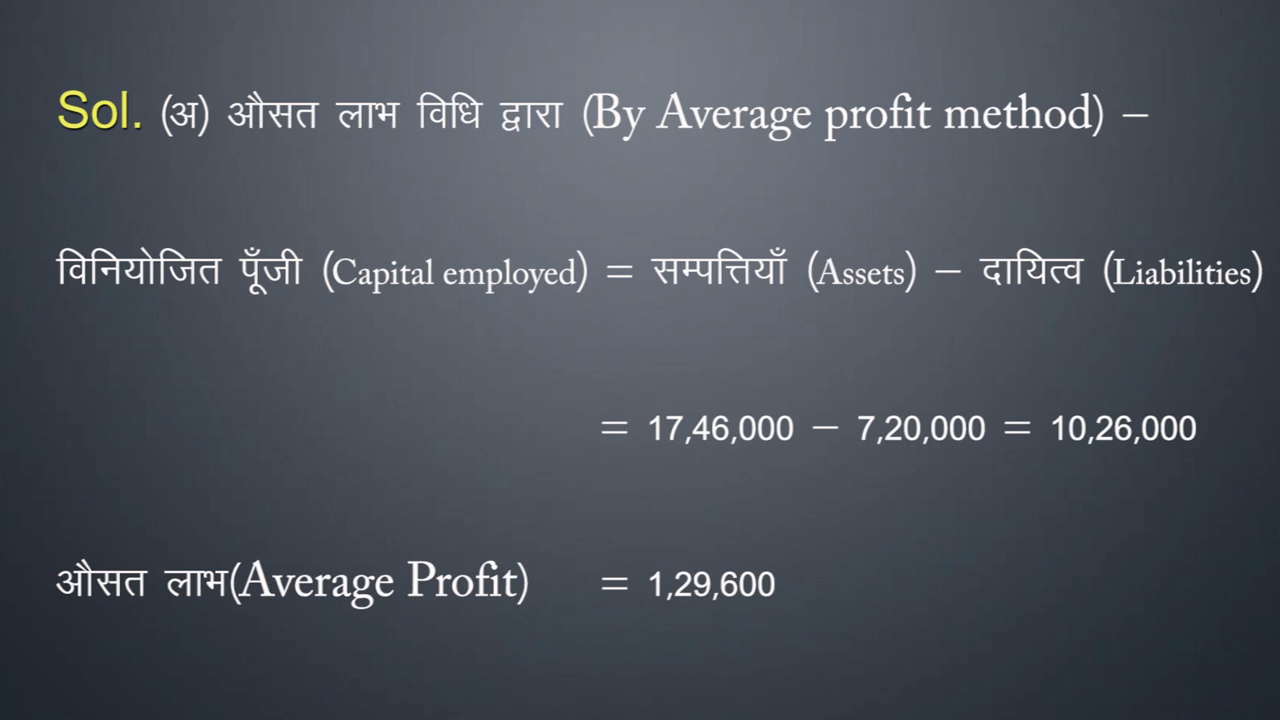 Sol. (अ) औसत लाभ विधि द्वारा (By Average profit method) –
विनियोजित पूँजी (Capital employed) = सम्पत्तियाँ (Assets) – दायित्व (Liabilities)
= 17,46,000 – 7,20,000 = 10,26,000
औसत लाभ(Average Profit) = 1,29,600